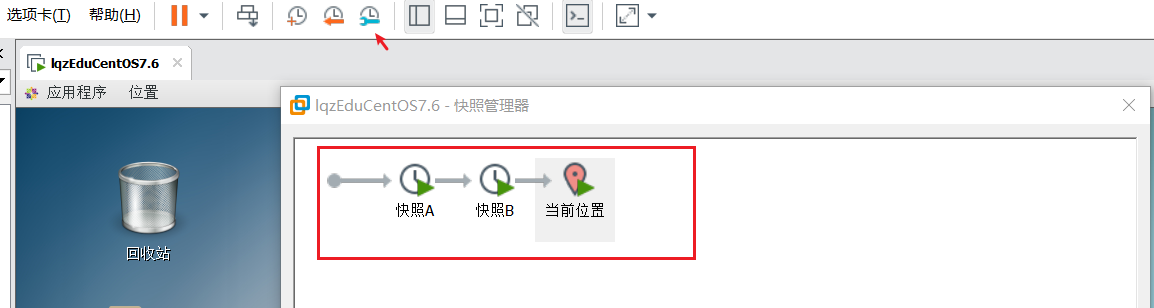 选项卡(T) 帮助(H)
lqzEduCentOS7.6
应用程序 位置
lqzEduCentOS7.6 - 快照管理器
快照A 快照B 当前位置
回收站